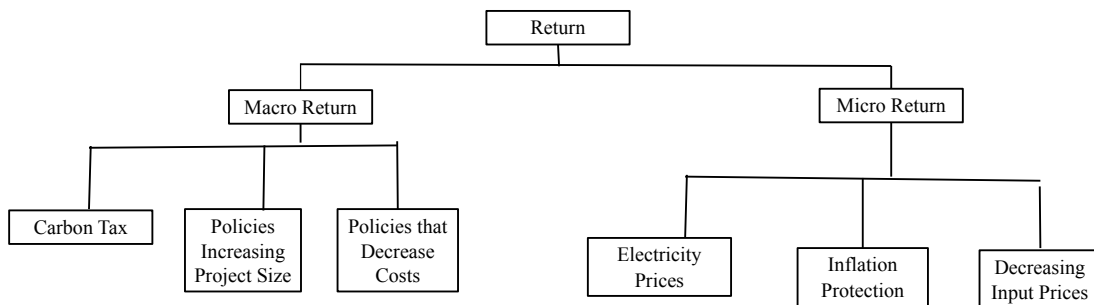 Return
Macro Return
Micro Return
Carbon Tax
Policies
Increasing
Project Size
Policies that
Decrease
Costs
Electricity
Prices
Inflation
Protection
Decreasing
Input Prices